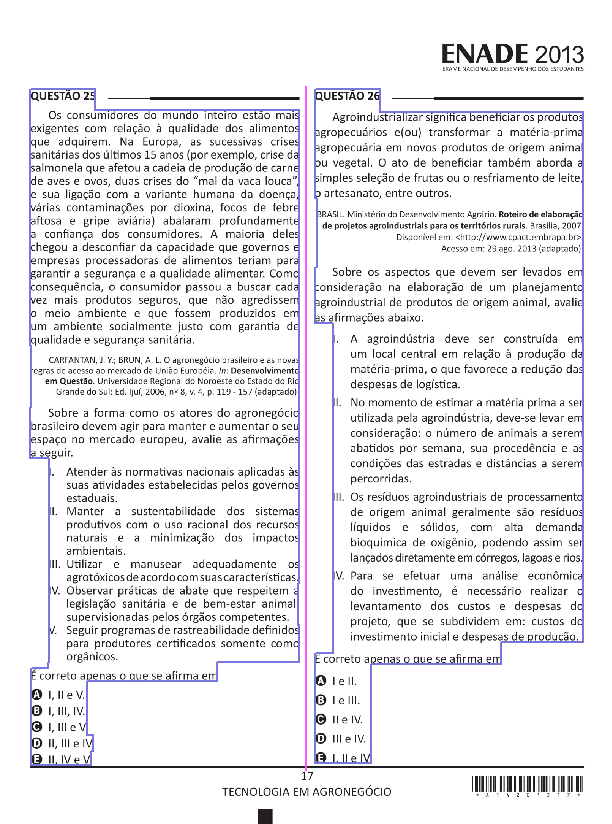 ENADE 2013
EXAME NACIONAL DE DESEMPENHO DOS ESTUDANTES
QUESTÃO 25
Os consumidores do mundo inteiro estão mais
exigentes com relação à qualidade dos alimentos
que adquirem. Na Europa, as sucessivas crises
sanitárias dos últimos 15 anos (por exemplo, crise da
salmonela que afetou a cadeia de produção de carne
de aves e ovos, duas crises do “mal da vaca louca”,
e sua ligação com a variante humana da doença,
várias contaminações por dioxina, focos de febre
aftosa e gripe aviária) abalaram profundamente
a confiança dos consumidores. A maioria deles
chegou a desconfiar da capacidade que governos e
empresas processadoras de alimentos teriam para
garantir a segurança e a qualidade alimentar. Como
consequência, o consumidor passou a buscar cada
vez mais produtos seguros, que não agredissem
o meio ambiente e que fossem produzidos em
um ambiente socialmente justo com garantia de
qualidade e segurança sanitária.
CARFANTAN, J. Y.; BRUN, A. L. O agronegócio brasileiro e as novas
regras de acesso ao mercado da União Européia. In: Desenvolvimento
em Questão. Universidade Regional do Noroeste do Estado do Rio
Grande do Sul: Ed. Ijuí, 2006, nº 8, v. 4, p. 119 - 157 (adaptado)
Sobre a forma como os atores do agronegócio
brasileiro devem agir para manter e aumentar o seu
espaço no mercado europeu, avalie as afirmações
a seguir.
I. Atender às normativas nacionais aplicadas às
suas atividades estabelecidas pelos governos
estaduais.
II. Manter a sustentabilidade dos sistemas
produtivos com o uso racional dos recursos
naturais e a minimização dos impactos
ambientais.
III. Utilizar e manusear adequadamente os
agrotóxicos de acordo com suas características.
IV. Observar práticas de abate que respeitem a
legislação sanitária e de bem-estar animal
supervisionadas pelos órgãos competentes.
V. Seguir programas de rastreabilidade definidos
para produtores certificados somente como
orgânicos.
É correto apenas o que se afirma em
A I, II e V.
B I, III, IV.
C I, III e V
D II, III e IV
E II, IV e V
QUESTÃO 26
Agroindustrializar significa beneficiar os produtos
agropecuários e(ou) transformar a matéria-prima
agropecuária em novos produtos de origem animal
ou vegetal. O ato de beneficiar também aborda a
simples seleção de frutas ou o resfriamento de leite,
o artesanato, entre outros.
BRASIL. Ministério do Desenvolvimento Agrário. Roteiro de elaboração
de projetos agroindustriais para os territórios rurais. Brasília, 2007
Disponível em: <http://www.cpact.embrapa.br>
Acesso em: 29 ago. 2013 (adaptado)
Sobre os aspectos que devem ser levados em
consideração na elaboração de um planejamento
agroindustrial de produtos de origem animal, avalie
as afirmações abaixo.
I. A agroindústria deve ser construída em
um local central em relação à produção da
matéria-prima, o que favorece a redução das
despesas de logística.
II. No momento de estimar a matéria prima a ser
utilizada pela agroindústria, deve-se levar em
consideração: o número de animais a serem
abatidos por semana, sua procedência e as
condições das estradas e distâncias a serem
percorridas.
III. Os resíduos agroindustriais de processamento
de origem animal geralmente são resíduos
líquidos e sólidos, com alta demanda
bioquímica de oxigênio, podendo assim ser
lançados diretamente em córregos, lagoas e rios.
IV. Para se efetuar uma análise econômica
do investimento, é necessário realizar o
levantamento dos custos e despesas do
projeto, que se subdividem em: custos do
investimento inicial e despesas de produção.
É correto apenas o que se afirma em
A I e II.
B I e III.
C II e IV.
D III e IV.
E I, II e IV
17
TECNOLOGIA EM AGRONEGÓCIO